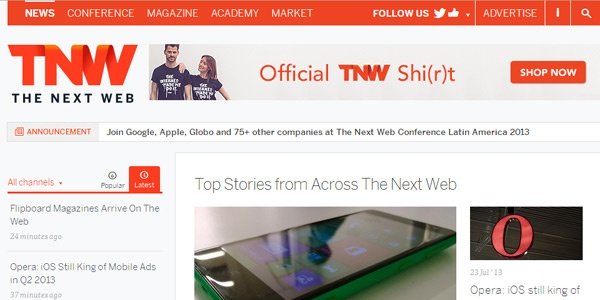 NEWS CONFERENCE MAGAZINE ACADEMY MARKET FOLLOW US ADVERTISE
TNW
THE NEXT WEB
Official TNW Shi(r)t SHOP NOW
ANNOUNCEMENT Join Google, Apple, Globo and 75+ other companies at The Next Web Conference Latin America 2013
All channels Popular Latest
Flipboard Magazines Arrive On The
Web
24 minutes ago
Opera: iOS Still King of Mobile Ads
in Q2 2013
37 minutes ago
Top Stories from Across The Next Web
23 Jul '13
Opera: iOS still king of